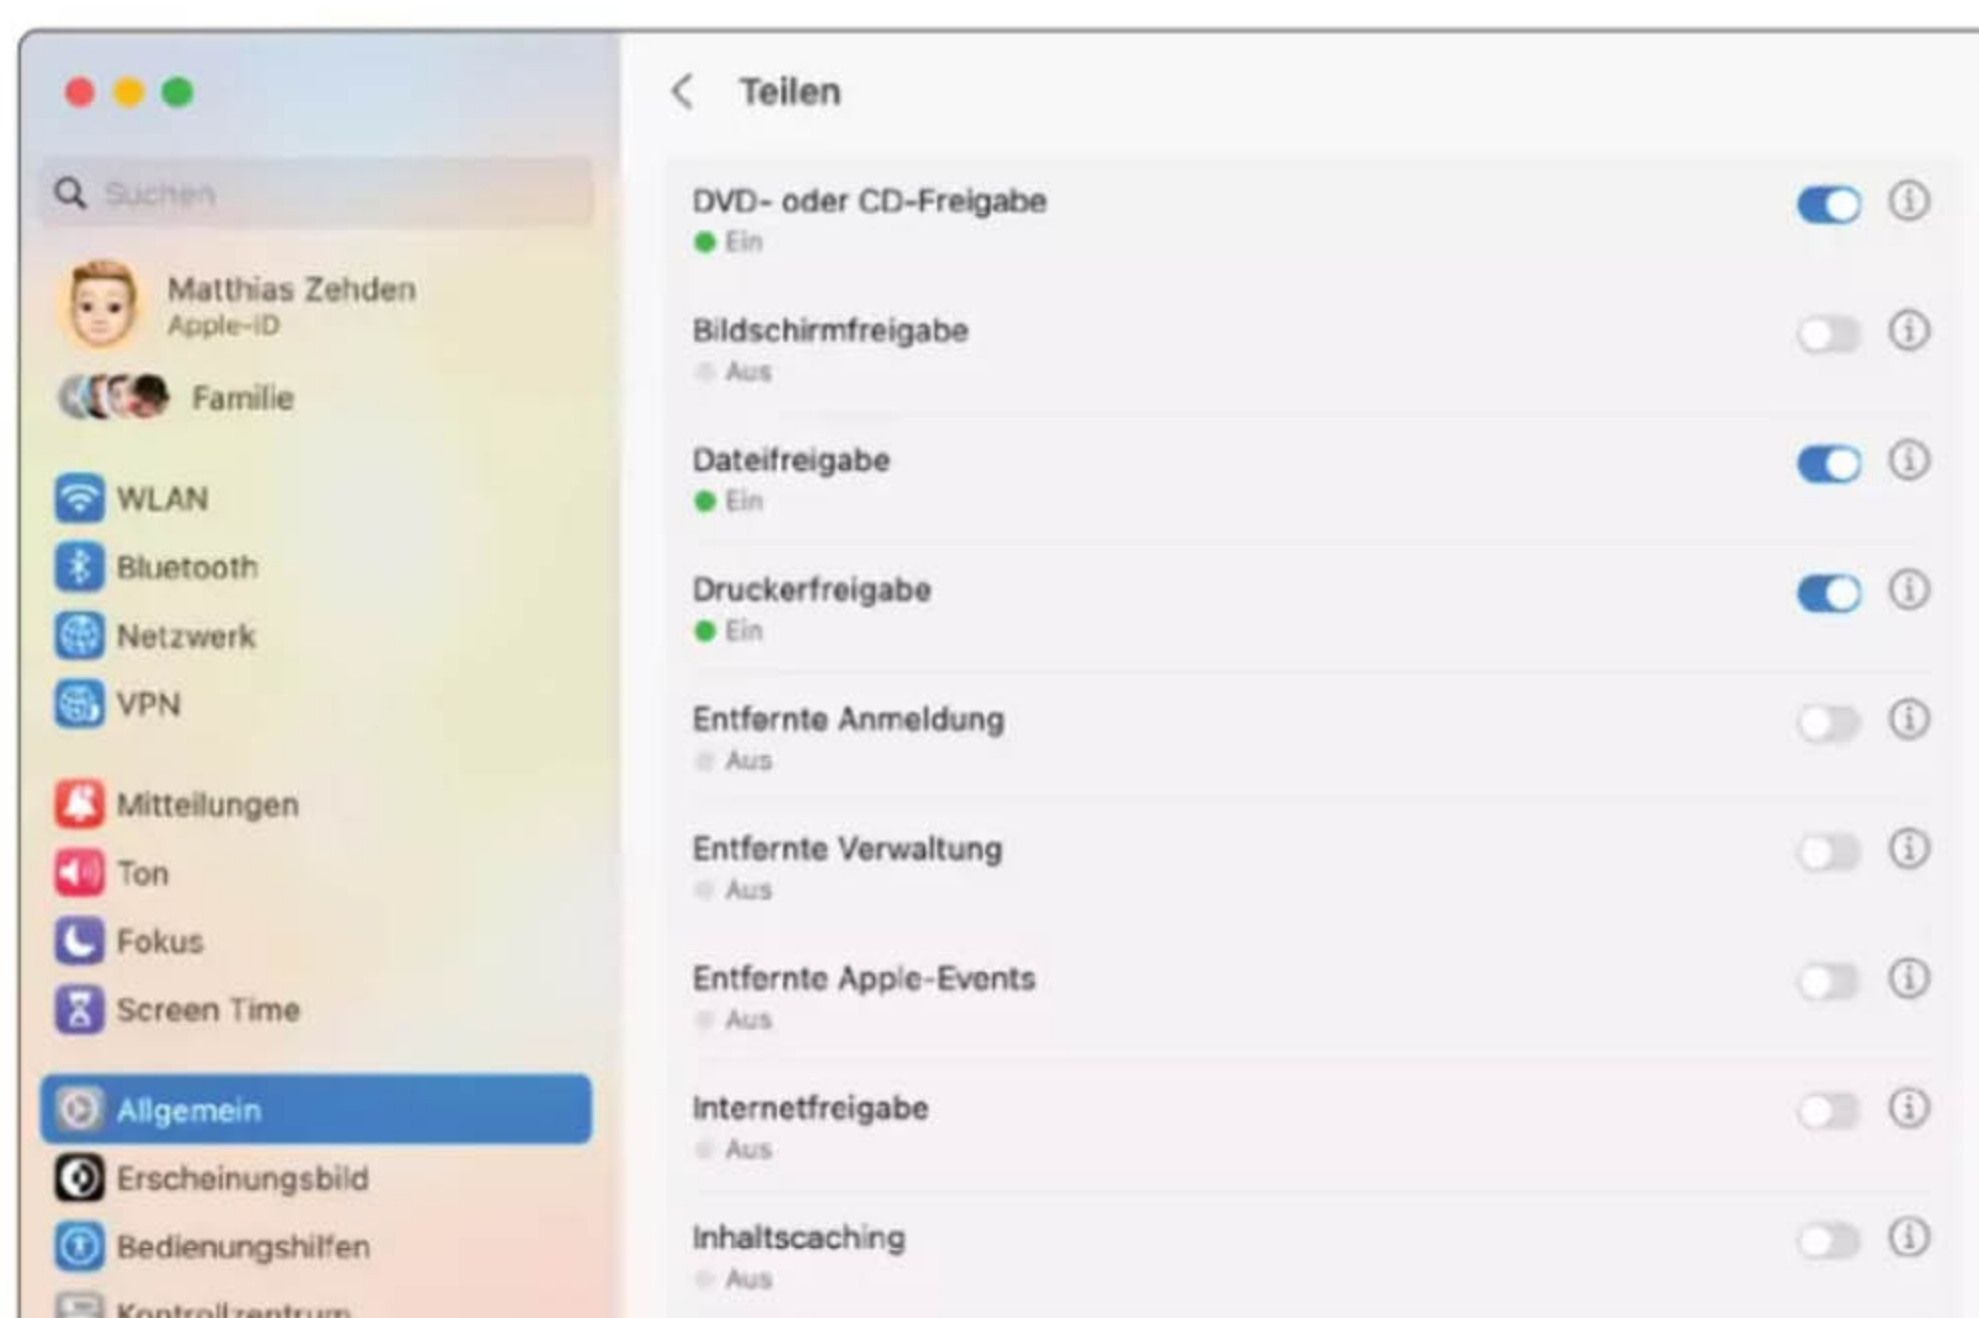 Teilen
Suchen
Matthias Zehden
Apple-ID
Familie
WLAN
Bluetooth
Netzwerk
VPN
Mitteilungen
Ton
Fokus
Screen Time
Allgemein
Erscheinungsbild
Bedienungshilfen
Kontrollzentrum
DVD- oder CD-Freigabe
Ein
Bildschirmfreigabe
Aus
Dateifreigabe
Ein
Druckerfreigabe
Ein
Entfernte Anmeldung
Aus
Entfernte Verwaltung
Aus
Entfernte Apple-Events
Aus
Internetfreigabe
Aus
Inhaltscaching
Aus